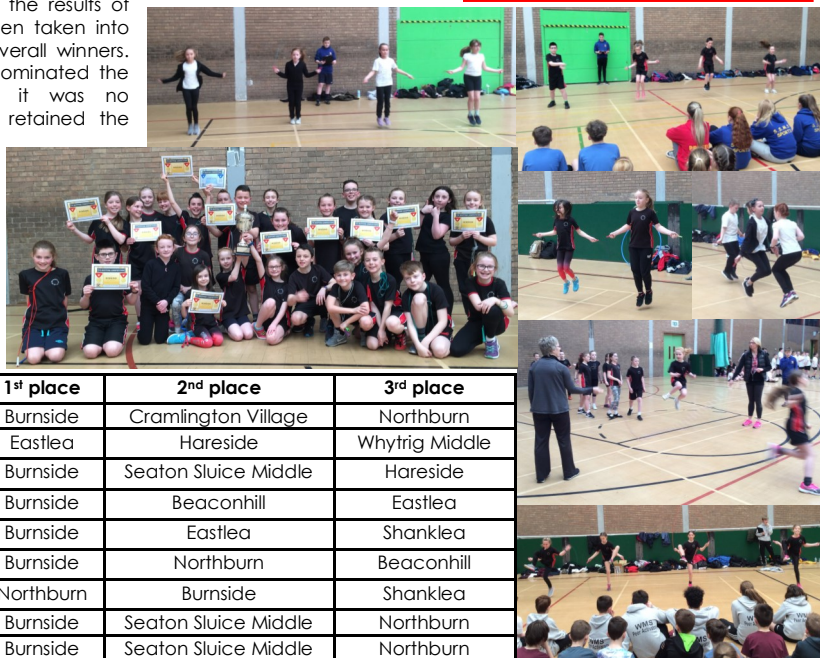 the results of
en taken into
verall winners.
ominated the
it was no
retained the
1st place 2nd place 3rd place
Burnside Cramlington Village Northburn
Eastlea Hareside Whytrig Middle
Burnside Seaton Sluice Middle Hareside
Burnside Beaconhill Eastlea
Burnside Eastlea Shanklea
Burnside Northburn Beaconhill
Northburn Burnside Shanklea
Burnside Seaton Sluice Middle Northburn
Burnside Seaton Sluice Middle Northburn
WMS
WMS